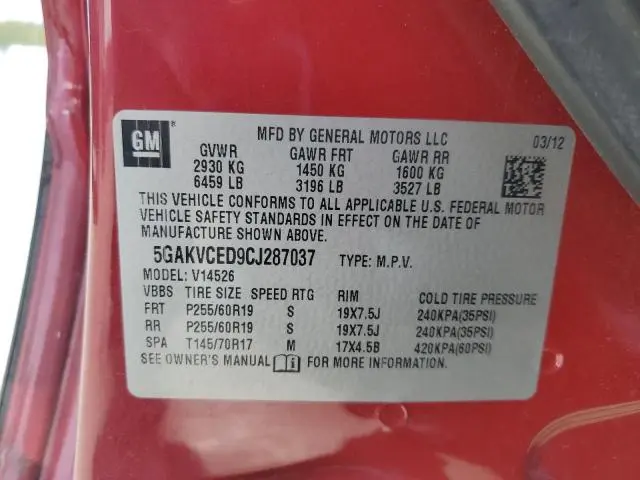 GM ® MFD BY GENERAL MOTORS LLC 03/12
GVWR GAWR FRT GAWR RR
2930 KG 1450 KG 1600 KG
6459 LB 3196 LB 3527 LB
THIS VEHICLE CONFORMS TO ALL APPLICABLE U.S. FEDERAL MOTOR
VEHICLE SAFETY STANDARDS IN EFFECT ON THE DATE OF
MANUFACTURE SHOWN ABOVE.
5GAKVCED9CJ287037 TYPE: M.P.V.
MODEL: V14526
VBBS TIRE SIZE SPEED RTG RIM COLD TIRE PRESSURE
FRT P255/60R19 S 19X7.5J 240KPA(35PSI)
RR P255/60R19 S 19X7.5J 240KPA(35PSI)
SPA T145/70R17 M 17X4.5B 420KPA(60PSI)
SEE OWNER'S MANUAL FOR MORE INFORMATION.